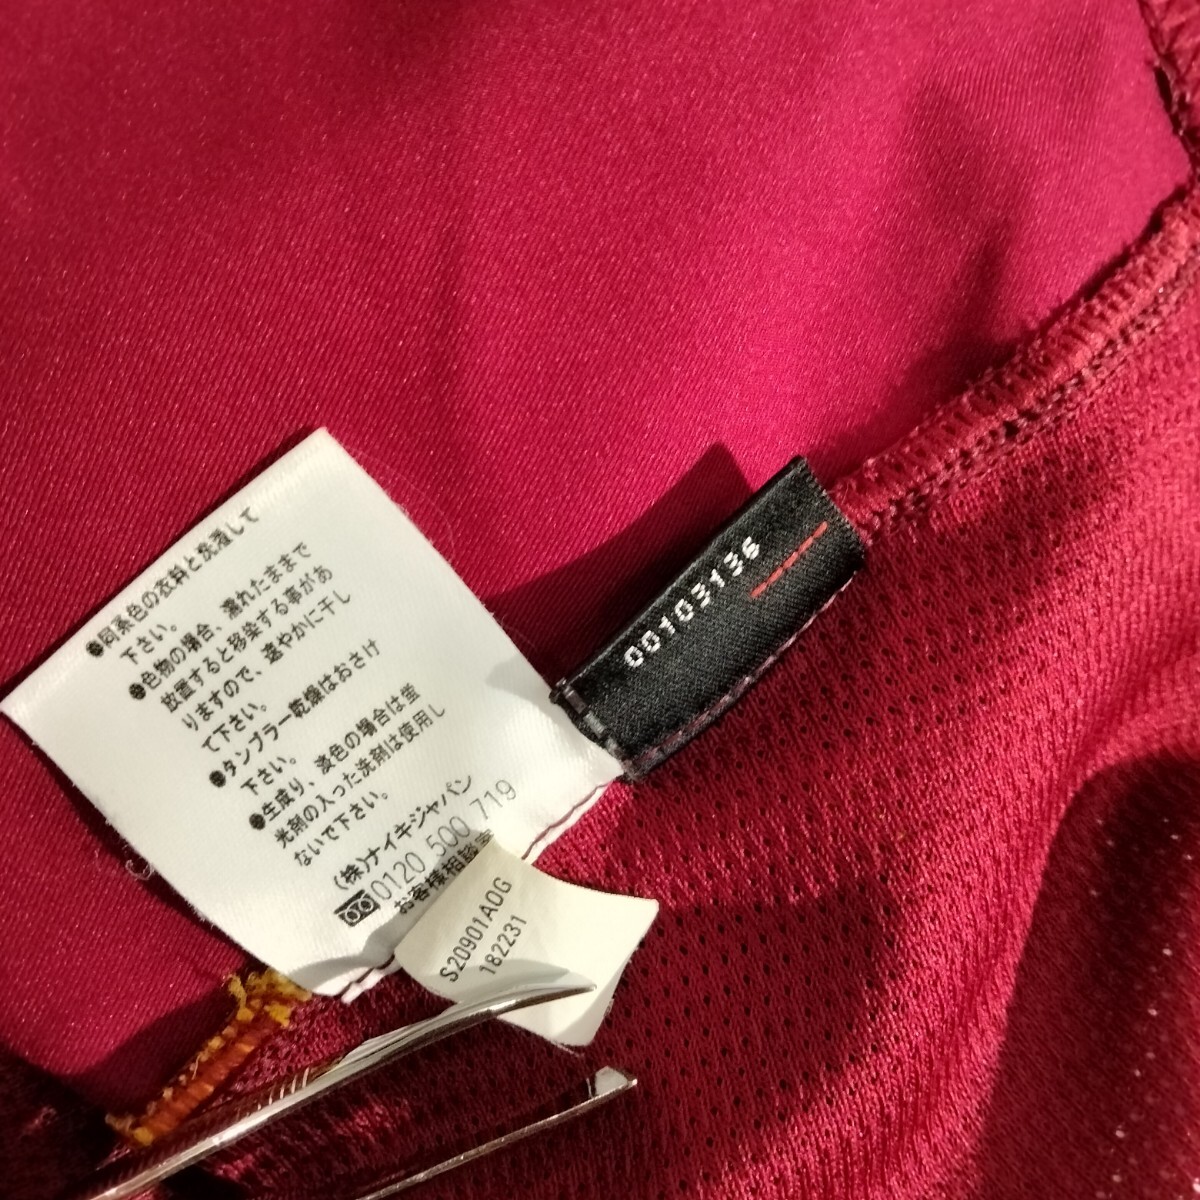 ●同系色の衣料と洗濯して
下さい。
●色物の場合、濡れたままで
放置すると移染する事があ
りますので、速やかに干し
て下さい。
●タンブラー乾燥はおさけ
下さい。
●生成り、淡色の場合は蛍
光剤の入った洗剤は使用し
ないで下さい。
(株)ナイキジャパン
0120 500 719
お客様相談室
S20901AOG
182231
00103136